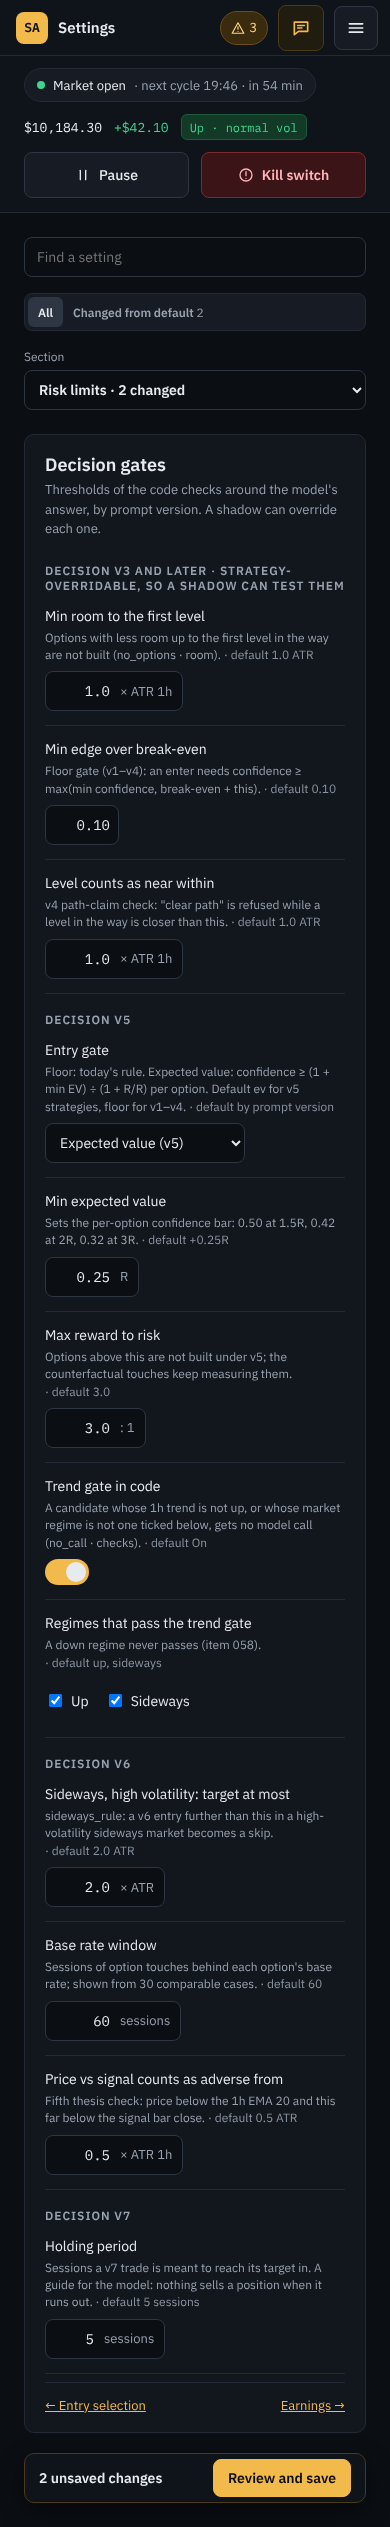 SA Settings 3
Market open · next cycle 19:46 · in 54 min
$10,184.30 +$42.10 Up · normal vol
Pause Kill switch
Find a setting
All Changed from default 2
Section
Risk limits · 2 changed
Decision gates
Thresholds of the code checks around the model's
answer, by prompt version. A shadow can override
each one.
DECISION V3 AND LATER · STRATEGY-
OVERRIDABLE, SO A SHADOW CAN TEST THEM
Min room to the first level
Options with less room up to the first level in the way
are not built (no_options · room). · default 1.0 ATR
1.0 × ATR 1h
Min edge over break-even
Floor gate (v1–v4): an enter needs confidence ≥
max(min confidence, break-even + this). · default 0.10
0.10
Level counts as near within
v4 path-claim check: "clear path" is refused while a
level in the way is closer than this. · default 1.0 ATR
1.0 × ATR 1h
DECISION V5
Entry gate
Floor: today's rule. Expected value: confidence ≥ (1 +
min EV) ÷ (1 + R/R) per option. Default ev for v5
strategies, floor for v1–v4. · default by prompt version
Expected value (v5)
Min expected value
Sets the per-option confidence bar: 0.50 at 1.5R, 0.42
at 2R, 0.32 at 3R. · default +0.25R
0.25 R
Max reward to risk
Options above this are not built under v5; the
counterfactual touches keep measuring them.
· default 3.0
3.0 : 1
Trend gate in code
A candidate whose 1h trend is not up, or whose market
regime is not one ticked below, gets no model call
(no_call · checks). · default On
Regimes that pass the trend gate
A down regime never passes (item 058).
· default up, sideways
Up Sideways
DECISION V6
Sideways, high volatility: target at most
sideways_rule: a v6 entry further than this in a high-
volatility sideways market becomes a skip.
· default 2.0 ATR
2.0 × ATR
Base rate window
Sessions of option touches behind each option's base
rate; shown from 30 comparable cases. · default 60
60 sessions
Price vs signal counts as adverse from
Fifth thesis check: price below the 1h EMA 20 and this
far below the signal bar close. · default 0.5 ATR
0.5 × ATR 1h
DECISION V7
Holding period
Sessions a v7 trade is meant to reach its target in. A
guide for the model: nothing sells a position when it
runs out. · default 5 sessions
5 sessions
← Entry selection Earnings →
2 unsaved changes Review and save